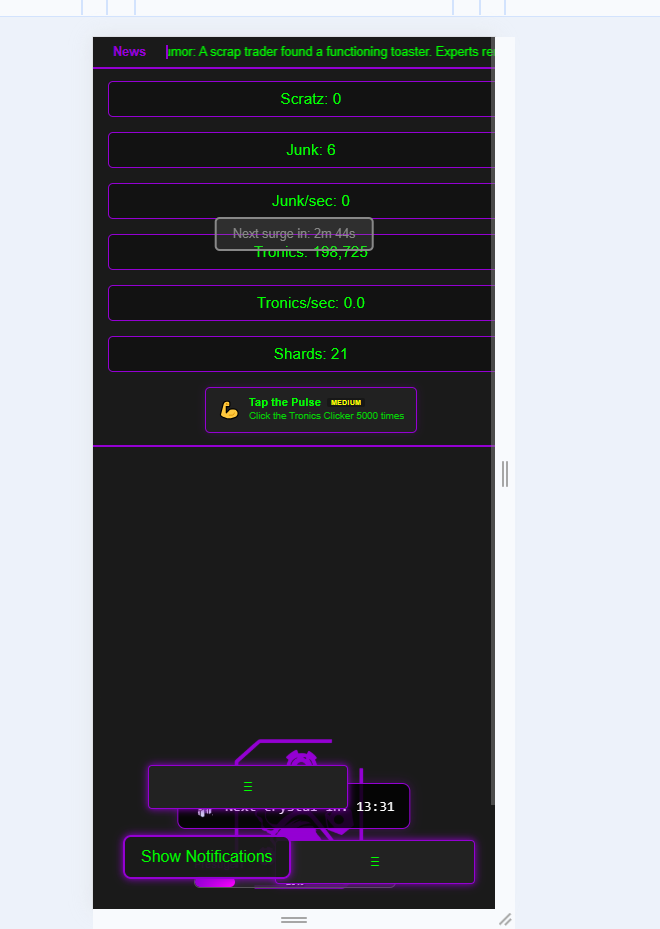 News
umor: A scrap trader found a functioning toaster. Experts re
Scratz: 0
Junk: 6
Junk/sec: 0
Next surge in: 2m 44s
Tronics: 198,725
Tronics/sec: 0.0
Shards: 21
Tap the Pulse MEDIUM
Click the Tronics Clicker 5000 times
Next Crystal in: 13:31
Show Notifications